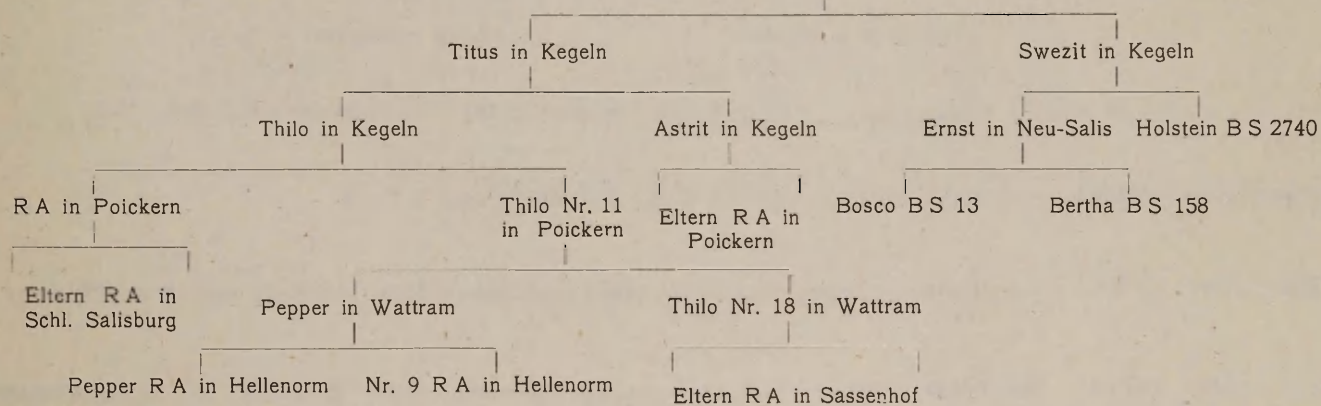 Titus in Kegeln
Swezit in Kegeln
Thilo in Kegeln
Astrit in Kegeln
Ernst in Neu-Salis
Holstein B S 2740
R A in Poickern
Thilo Nr. 11
in Poickern
Eltern R A in
Poickern
Bosco B S 13
Bertha B S 158
Eltern R A in
Schl. Salisburg
Pepper in Wattram
Thilo Nr. 18 in Wattram
Pepper R A in Hellenorm
Nr. 9 R A in Hellenorm
Eltern R A in Sassenhof